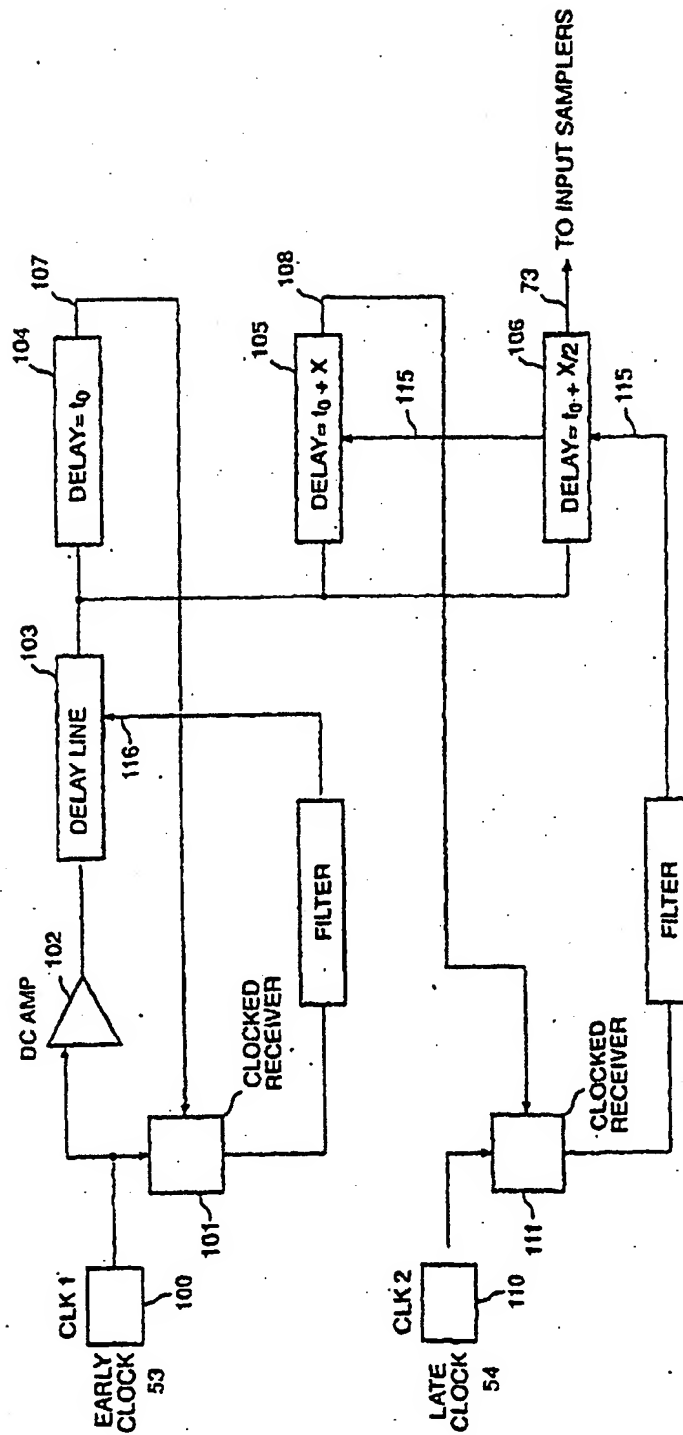 EARLY
CLOCK
53
CLK 1
100
DC AMP
102
101
CLOCKED
RECEIVER
DELAY LINE
103
116
FILTER
DELAY= t₀
104
107
DELAY= t₀ + X
105
108
115
DELAY= t₀ + X/2
106
73
TO INPUT SAMPLERS
115
LATE
CLOCK
54
CLK 2
110
111
CLOCKED
RECEIVER
FILTER